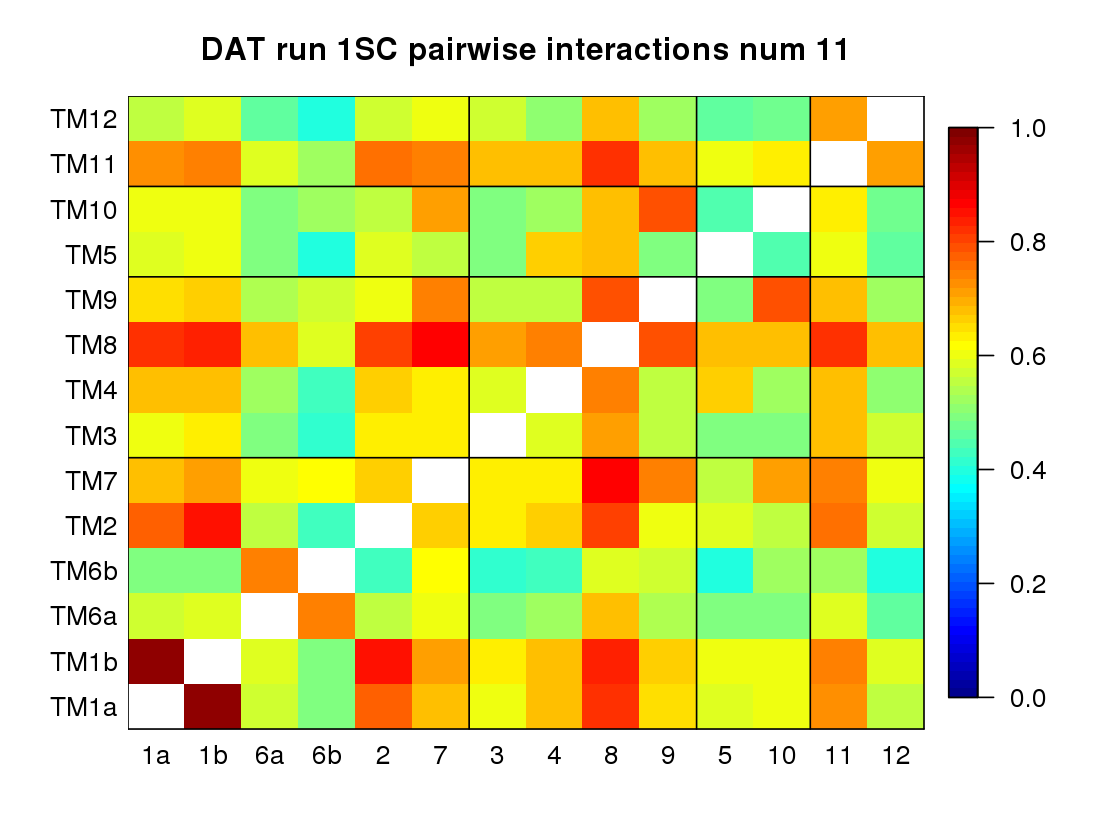 DAT run 1SC pairwise interactions num 11
TM12
TM11
TM10
TM5
TM9
TM8
TM4
TM3
TM7
TM2
TM6b
TM6a
TM1b
TM1a
1a 1b 6a 6b 2 7 3 4 8 9 5 10 11 12
1.0
0.8
0.6
0.4
0.2
0.0